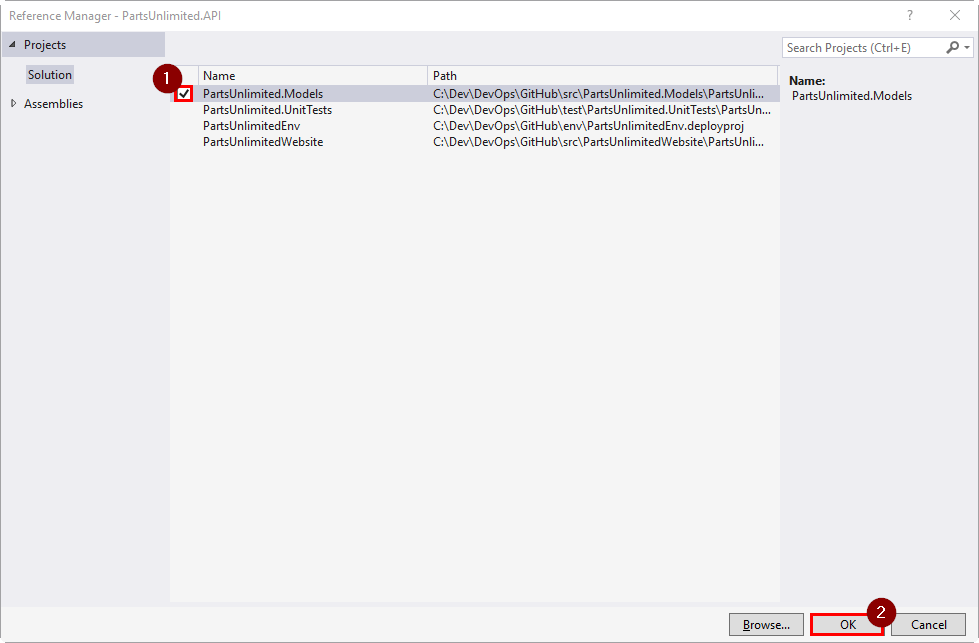 Reference Manager - PartsUnlimited.API ?
Projects
Search Projects (Ctrl+E)
Solution
Assemblies
1
Name Path
PartsUnlimited.Models C:\Dev\DevOps\GitHub\src\PartsUnlimited.Models\PartsUnli...
PartsUnlimited.UnitTests C:\Dev\DevOps\GitHub\test\PartsUnlimited.UnitTests\PartsUn...
PartsUnlimitedEnv C:\Dev\DevOps\GitHub\env\PartsUnlimitedEnv.deployproj
PartsUnlimitedWebsite C:\Dev\DevOps\GitHub\src\PartsUnlimitedWebsite\PartsUnli...
Name:
PartsUnlimited.Models
2
Browse... OK Cancel